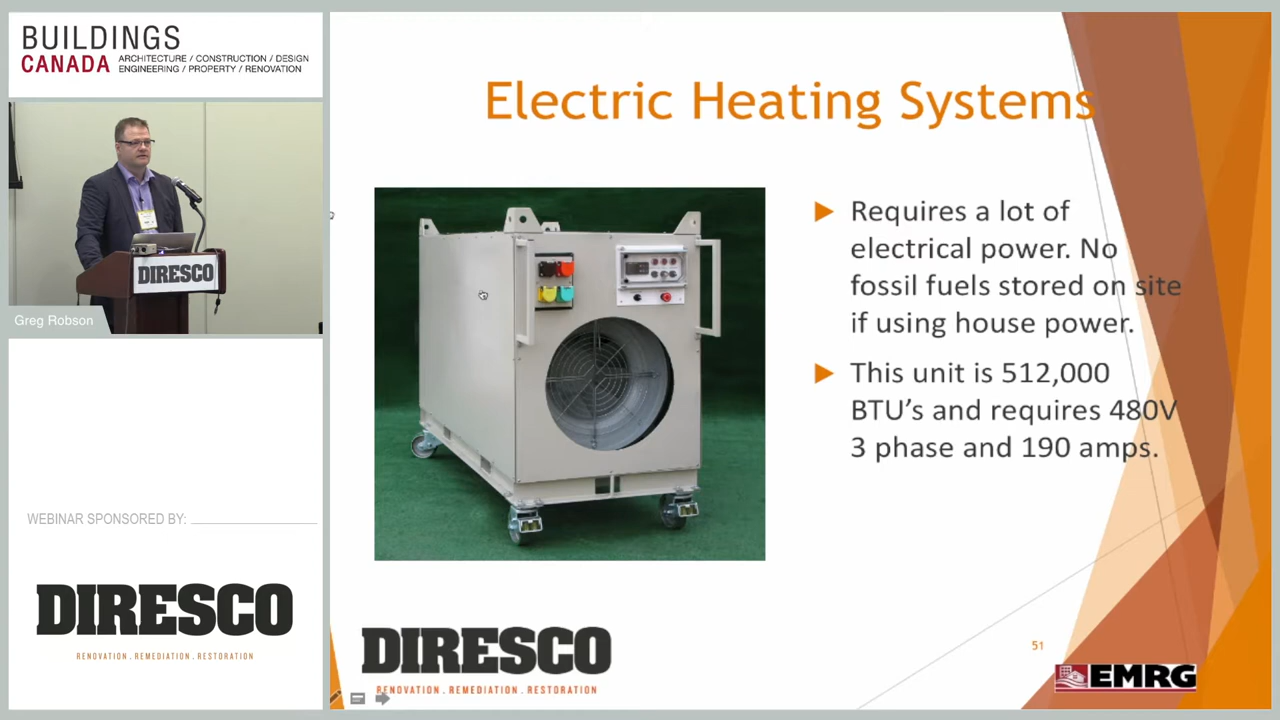 BUILDINGS
CANADA
ARCHITECTURE / CONSTRUCTION / DESIGN
ENGINEERING / PROPERTY / RENOVATION
DIRESCO
Greg Robson
WEBINAR SPONSORED BY:
DIRESCO
RENOVATION . REMEDIATION . RESTORATION
Electric Heating Systems
Requires a lot of
electrical power. No
fossil fuels stored on site
if using house power.
This unit is 512,000
BTU's and requires 480V
3 phase and 190 amps.
DIRESCO
RENOVATION . REMEDIATION . RESTORATION
51
EMRG